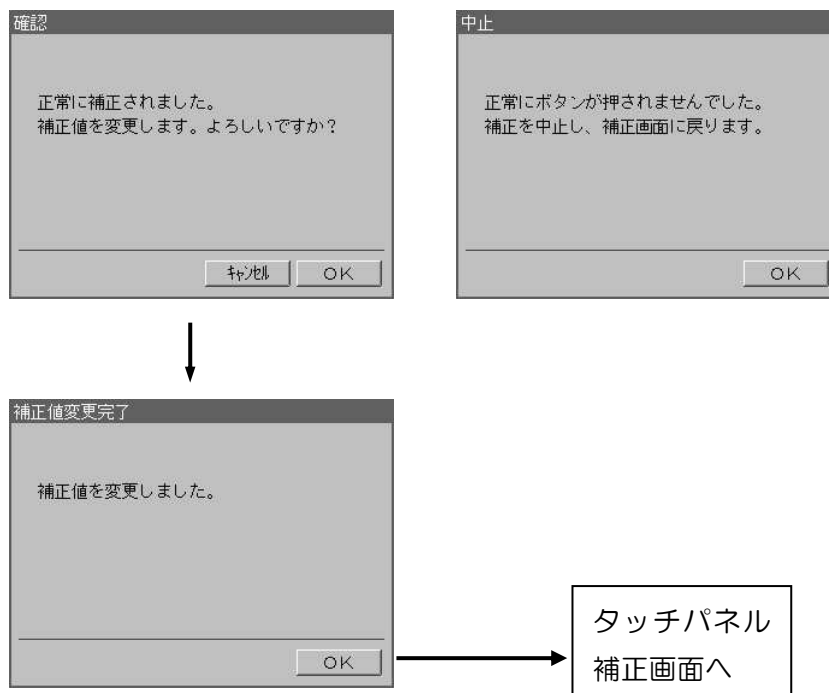 確認
正常に補正されました。
補正値を変更します。よろしいですか？
ｷｬﾝｾﾙ
ＯＫ
中止
正常にボタンが押されませんでした。
補正を中止し、補正画面に戻ります。
ＯＫ
補正値変更完了
補正値を変更しました。
ＯＫ
タッチパネル
補正画面へ